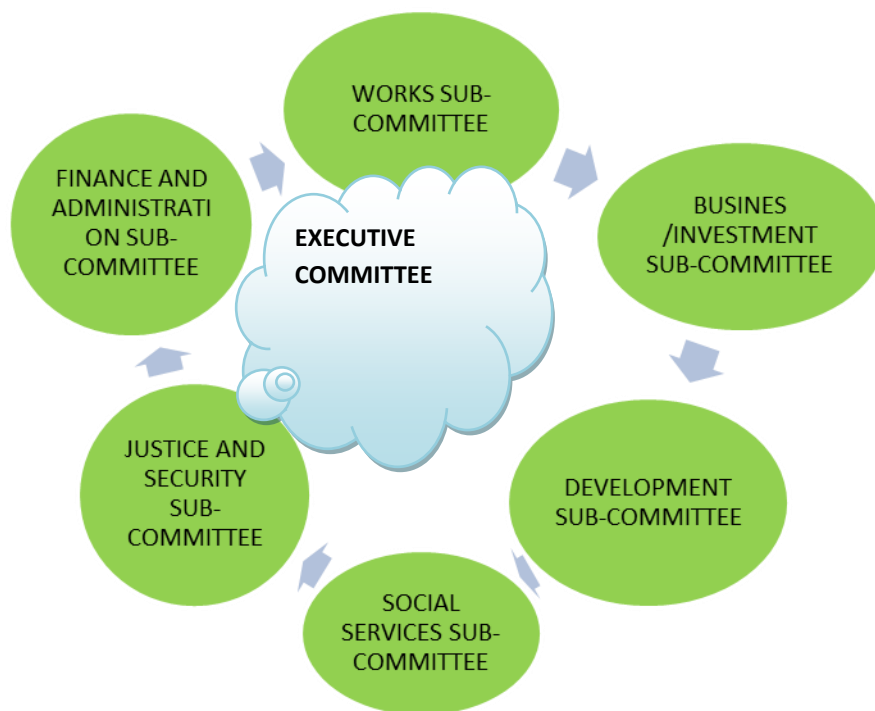 WORKS SUB-
COMMITTEE
BUSINES
/INVESTMENT
SUB-COMMITTEE
DEVELOPMENT
SUB-COMMITTEE
SOCIAL
SERVICES SUB-
COMMITTEE
JUSTICE AND
SECURITY
SUB-
COMMITTEE
FINANCE AND
ADMINISTRATI
ON SUB-
COMMITTEE
EXECUTIVE
COMMITTEE